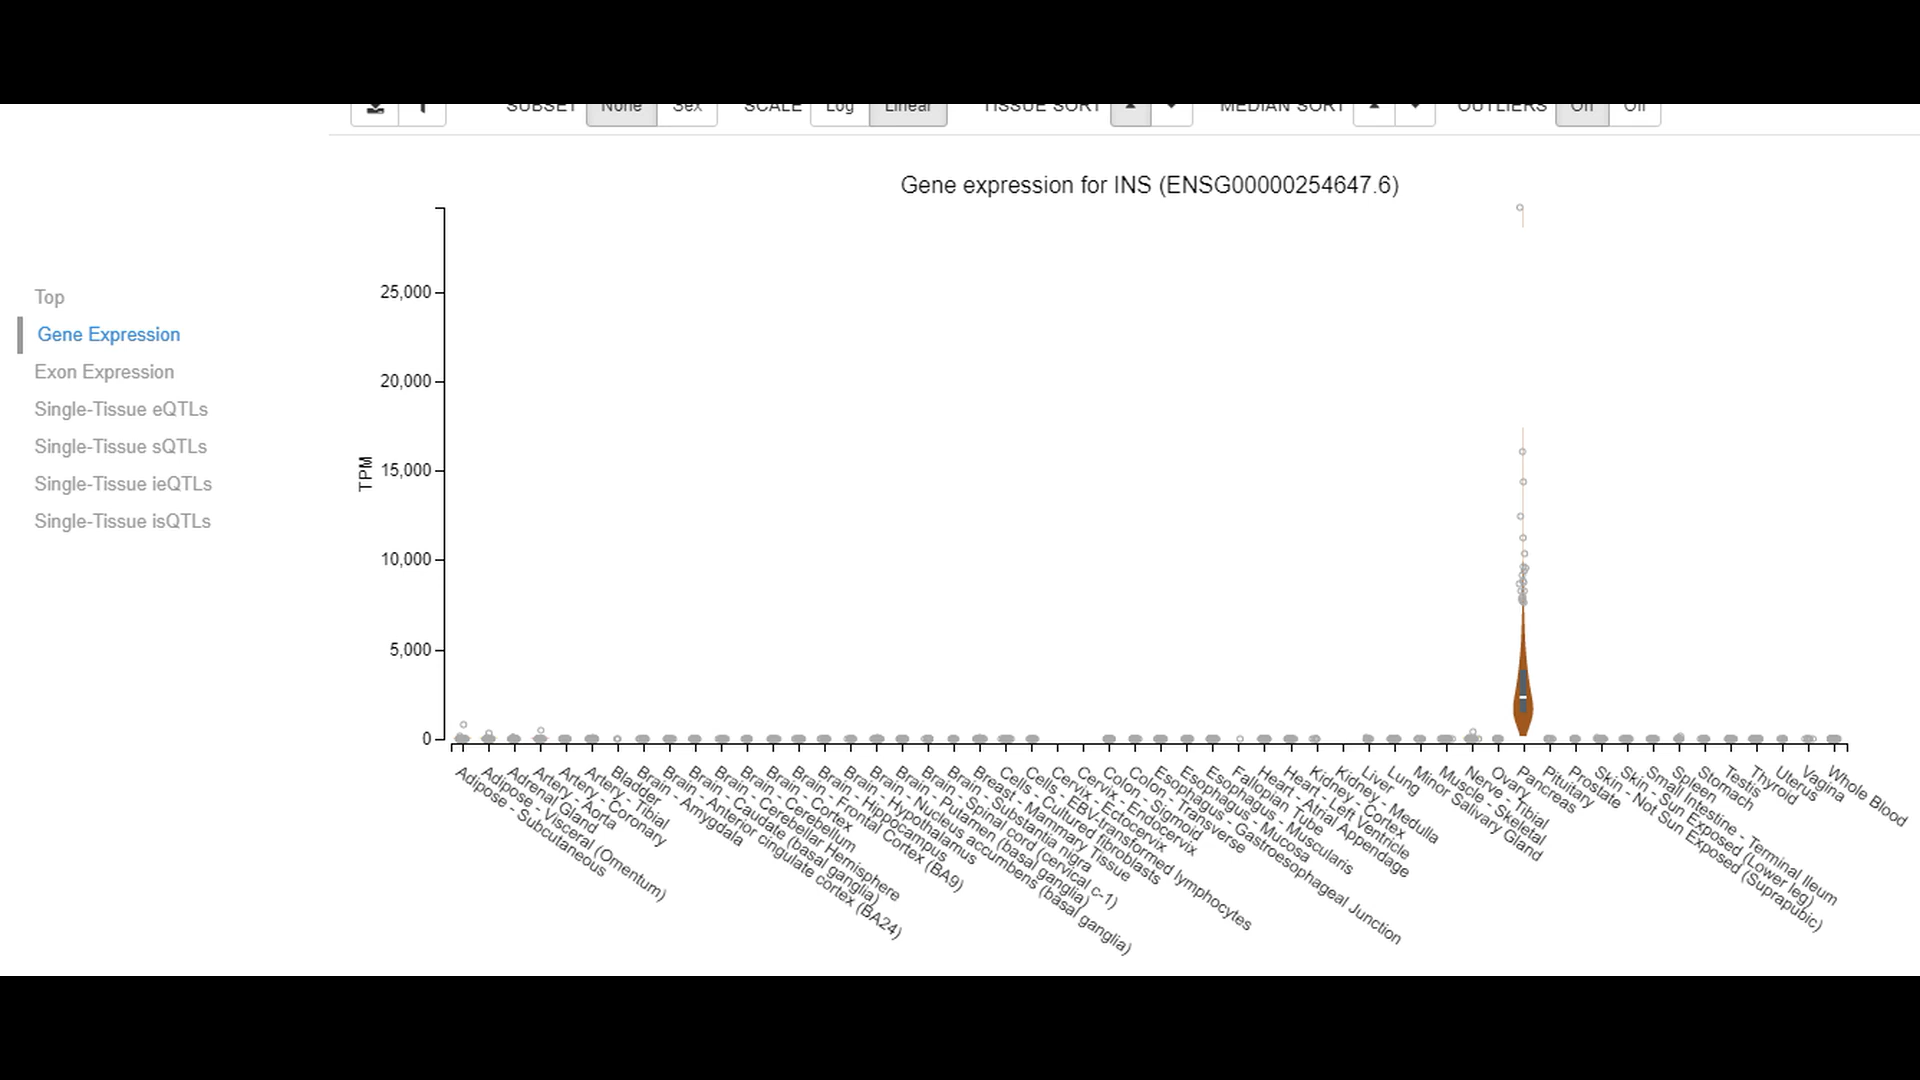 SUBSET None Sex SCALE Log Linear TISSUE SORT MEDIAN SORT OUTLIERS On Off
Gene expression for INS (ENSG00000254647.6)
Top
Gene Expression
Exon Expression
Single-Tissue eQTLs
Single-Tissue sQTLs
Single-Tissue ieQTLs
Single-Tissue isQTLs
TPM
25,000
20,000
15,000
10,000
5,000
0
Adipose - Subcutaneous
Adipose - Visceral (Omentum)
Adrenal Gland
Artery - Aorta
Artery - Coronary
Artery - Tibial
Bladder
Brain - Amygdala
Brain - Anterior cingulate cortex (BA24)
Brain - Caudate (basal ganglia)
Brain - Cerebellar Hemisphere
Brain - Cerebellum
Brain - Cortex
Brain - Frontal Cortex (BA9)
Brain - Hippocampus
Brain - Hypothalamus
Brain - Nucleus accumbens (basal ganglia)
Brain - Putamen (basal ganglia)
Brain - Spinal cord (cervical c-1)
Brain - Substantia nigra
Breast - Mammary Tissue
Cells - Cultured fibroblasts
Cells - EBV-transformed lymphocytes
Cervix - Ectocervix
Cervix - Endocervix
Colon - Sigmoid
Colon - Transverse
Esophagus - Gastroesophageal Junction
Esophagus - Mucosa
Esophagus - Muscularis
Fallopian Tube
Heart - Atrial Appendage
Heart - Left Ventricle
Kidney - Cortex
Kidney - Medulla
Liver
Lung
Minor Salivary Gland
Muscle - Skeletal
Nerve - Tibial
Ovary
Pancreas
Pituitary
Prostate
Skin - Not Sun Exposed (Suprapubic)
Skin - Sun Exposed (Lower leg)
Small Intestine - Terminal Ileum
Spleen
Stomach
Testis
Thyroid
Uterus
Vagina
Whole Blood